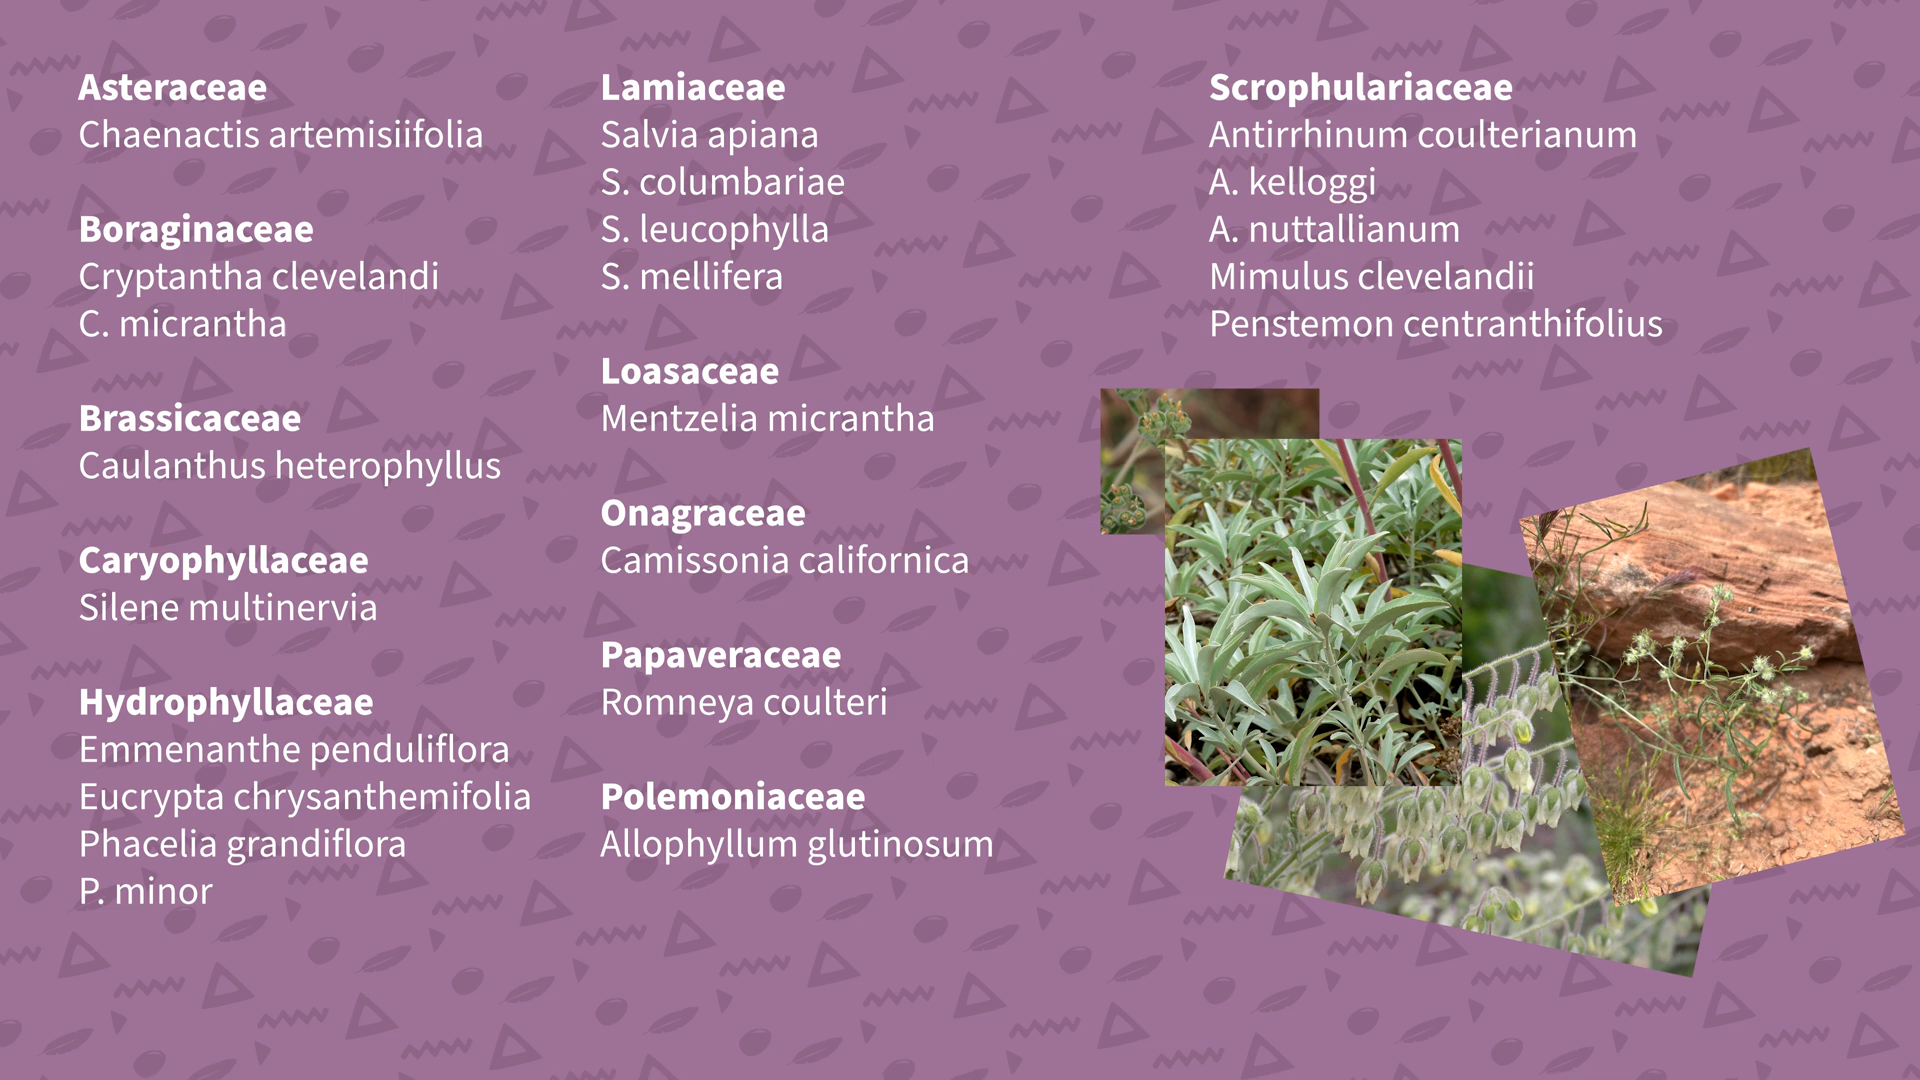 Asteraceae
Chaenactis artemisiifolia
Boraginaceae
Cryptantha clevelandi
C. micrantha
Brassicaceae
Caulanthus heterophyllus
Caryophyllaceae
Silene multinervia
Hydrophyllaceae
Emmenanthe penduliflora
Eucrypta chrysanthemifolia
Phacelia grandiflora
P. minor
Lamiaceae
Salvia apiana
S. columbariae
S. leucophylla
S. mellifera
Loasaceae
Mentzelia micrantha
Onagraceae
Camissonia californica
Papaveraceae
Romneya coulteri
Polemoniaceae
Allophyllum glutinosum
Scrophulariaceae
Antirrhinum coulterianum
A. kelloggi
A. nuttallianum
Mimulus clevelandii
Penstemon centranthifolius